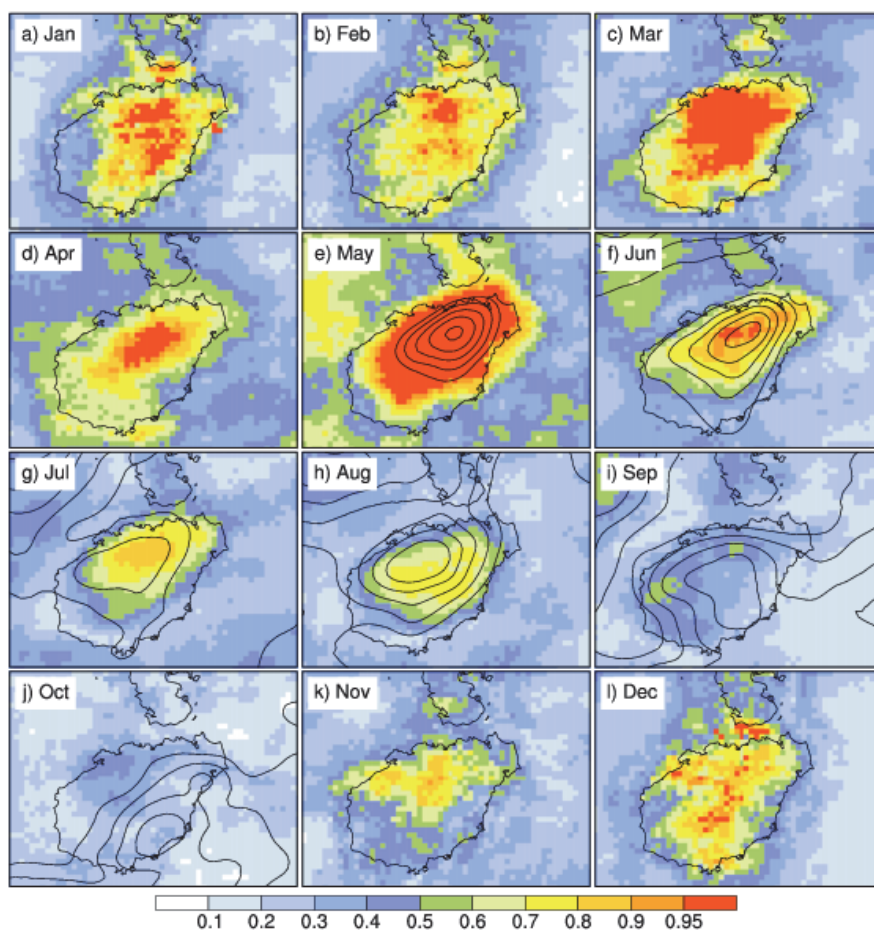 a) Jan
b) Feb
c) Mar
d) Apr
e) May
f) Jun
g) Jul
h) Aug
i) Sep
j) Oct
k) Nov
l) Dec
0.1 0.2 0.3 0.4 0.5 0.6 0.7 0.8 0.9 0.95